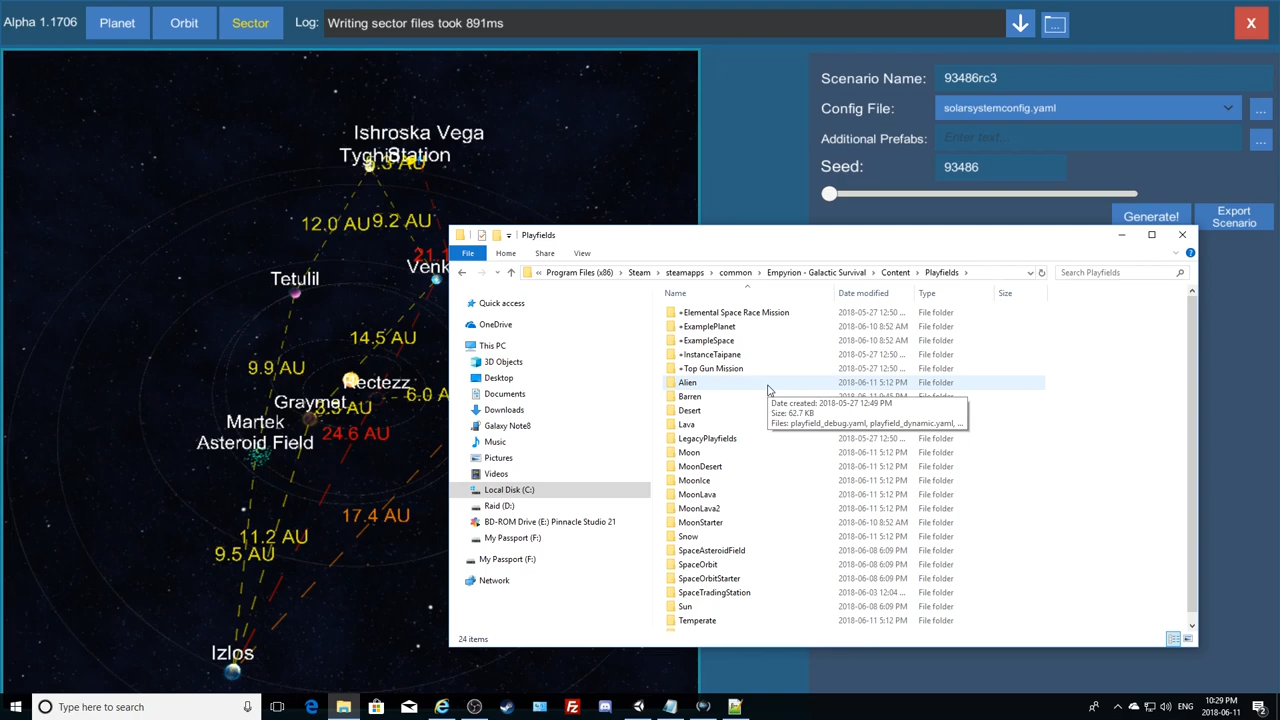 Alpha 1.1706
Planet
Orbit
Sector
Log:
Writing sector files took 891ms
...
X
Scenario Name:
93486rc3
Config File:
solarsystemconfig.yaml
...
Additional Prefabs:
Enter text...
...
Seed:
93486
Generate!
Export Scenario
Ishroska Vega
Station
12.0 AU
9.2 AU
Tetulil
14.5 AU
9.9 AU
Rectezz
Graymet
6.0
Martek
24.6 AU
Asteroid Field
17.4 AU
11.2 AU
9.5 AU
Izlos
Playfields
File
Home
Share
View
Program Files (x86) > Steam > steamapps > common > Empyrion - Galactic Survival > Content > Playfields >
Search Playfields
Quick access
OneDrive
This PC
3D Objects
Desktop
Documents
Downloads
Galaxy Note8
Music
Pictures
Videos
Local Disk (C:)
Raid (D:)
BD-ROM Drive (E:) Pinnacle Studio 21
My Passport (F:)
My Passport (F:)
Network
Name Date modified Type Size
+Elemental Space Race Mission 2018-05-27 12:50 ... File folder
+ExamplePlanet 2018-06-10 8:52 AM File folder
+ExampleSpace 2018-06-10 8:52 AM File folder
+InstanceTaipane 2018-05-27 12:50 ... File folder
+Top Gun Mission 2018-05-27 12:50 ... File folder
Alien 2018-06-11 5:12 PM File folder
Barren 2018-06-11 9:45 PM File folder
Desert
Lava
LegacyPlayfields 2018-06-11 5:12 PM File folder
Moon 2018-06-11 5:12 PM File folder
MoonDesert 2018-06-11 5:12 PM File folder
MoonIce 2018-06-11 5:12 PM File folder
MoonLava 2018-06-11 5:12 PM File folder
MoonLava2 2018-06-11 5:12 PM File folder
MoonStarter 2018-06-10 8:52 AM File folder
Snow 2018-06-11 5:12 PM File folder
SpaceAsteroidField 2018-06-08 6:09 PM File folder
SpaceOrbit 2018-06-08 6:09 PM File folder
SpaceOrbitStarter 2018-06-08 6:09 PM File folder
SpaceTradingStation 2018-06-03 12:04 ... File folder
Sun 2018-06-08 6:09 PM File folder
Temperate 2018-06-11 5:12 PM File folder
Date created: 2018-05-27 12:49 PM
Size: 62.7 KB
Files: playfield_debug.yaml, playfield_dynamic.yaml, ...
24 items
Type here to search
10:29 PM
2018-06-11
2